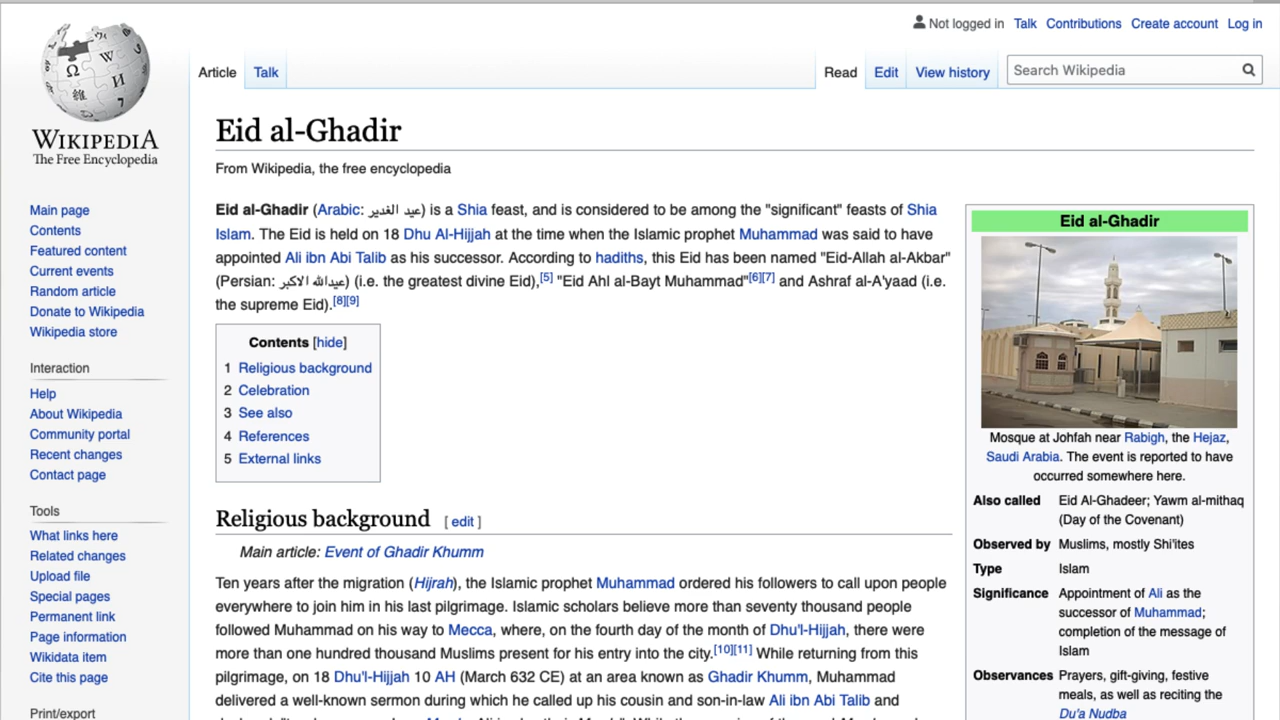 Not logged in Talk Contributions Create account Log in
Article Talk Read Edit View history Search Wikipedia
WIKIPEDIA
The Free Encyclopedia
Main page
Contents
Featured content
Current events
Random article
Donate to Wikipedia
Wikipedia store
Interaction
Help
About Wikipedia
Community portal
Recent changes
Contact page
Tools
What links here
Related changes
Upload file
Special pages
Permanent link
Page information
Wikidata item
Cite this page
Print/export
Eid al-Ghadir
From Wikipedia, the free encyclopedia
Eid al-Ghadir (Arabic: عید الغدیر) is a Shia feast, and is considered to be among the "significant" feasts of Shia
Islam. The Eid is held on 18 Dhu Al-Hijjah at the time when the Islamic prophet Muhammad was said to have
appointed Ali ibn Abi Talib as his successor. According to hadiths, this Eid has been named "Eid-Allah al-Akbar"
(Persian: عیدالله الاکبر) (i.e. the greatest divine Eid),[5] "Eid Ahl al-Bayt Muhammad"[6][7] and Ashraf al-A'yaad (i.e.
the supreme Eid).[8][9]
Contents [hide]
1 Religious background
2 Celebration
3 See also
4 References
5 External links
Religious background [ edit ]
Main article: Event of Ghadir Khumm
Ten years after the migration (Hijrah), the Islamic prophet Muhammad ordered his followers to call upon people
everywhere to join him in his last pilgrimage. Islamic scholars believe more than seventy thousand people
followed Muhammad on his way to Mecca, where, on the fourth day of the month of Dhu'l-Hijjah, there were
more than one hundred thousand Muslims present for his entry into the city.[10][11] While returning from this
pilgrimage, on 18 Dhu'l-Hijjah 10 AH (March 632 CE) at an area known as Ghadir Khumm, Muhammad
delivered a well-known sermon during which he called up his cousin and son-in-law Ali ibn Abi Talib and
Eid al-Ghadir
Mosque at Johfah near Rabigh, the Hejaz,
Saudi Arabia. The event is reported to have
occurred somewhere here.
Also called Eid Al-Ghadeer; Yawm al-mithaq
(Day of the Covenant)
Observed by Muslims, mostly Shi'ites
Type Islam
Significance Appointment of Ali as the
successor of Muhammad;
completion of the message of
Islam
Observances Prayers, gift-giving, festive
meals, as well as reciting the
Du'a Nudba